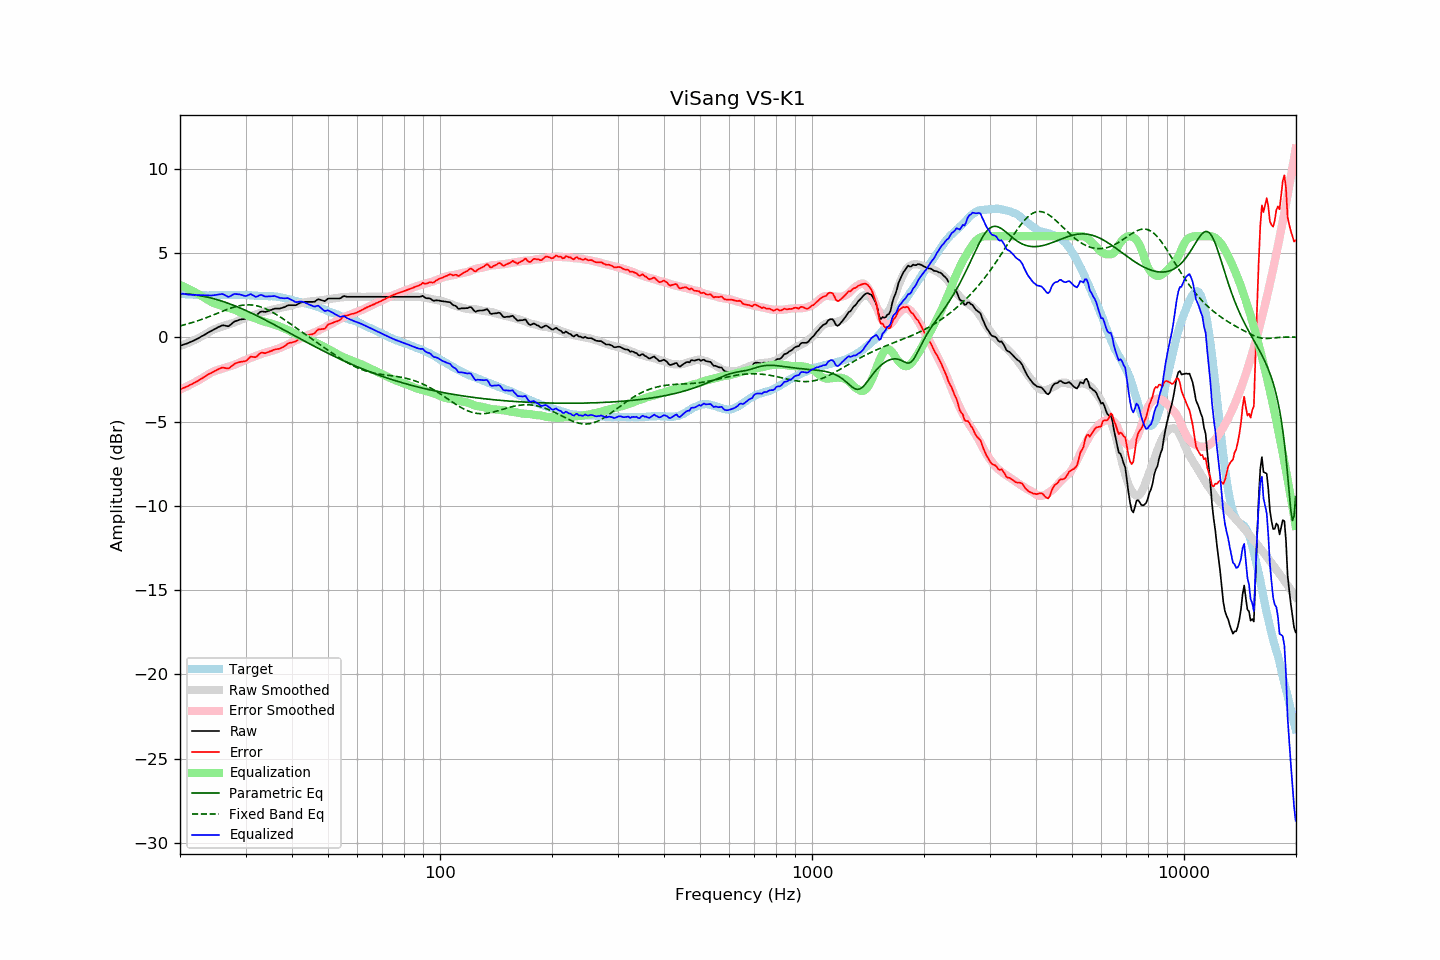 ViSang VS-K1
10
5
0
−5
−10
−15
−20
−25
−30
Amplitude (dBr)
Target
Raw Smoothed
Error Smoothed
Raw
Error
Equalization
Parametric Eq
Fixed Band Eq
Equalized
100
1000
10000
Frequency (Hz)